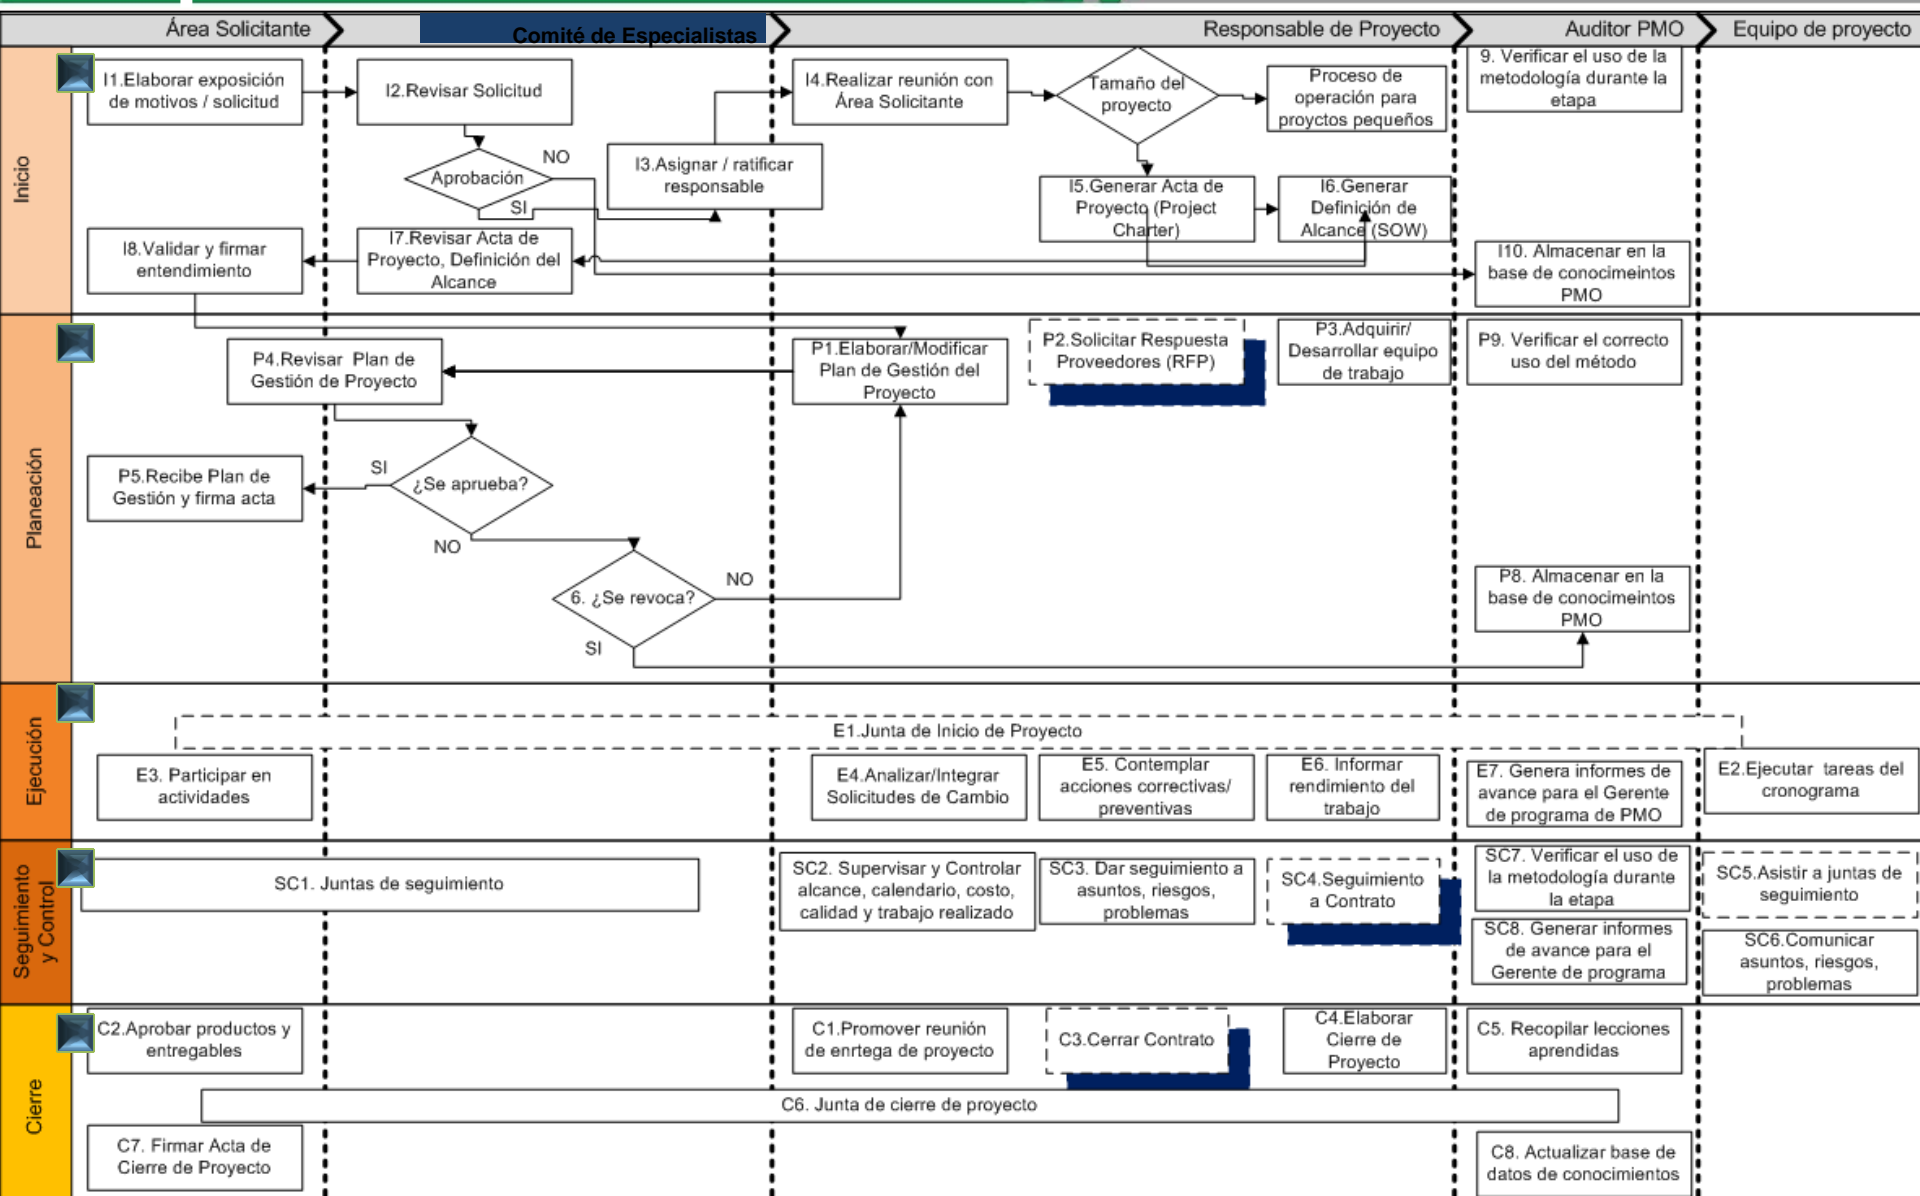 Área Solicitante
Comité de Especialistas
Responsable de Proyecto
Auditor PMO
Equipo de proyecto
Inicio
I1.Elaborar exposición
de motivos / solicitud
I2.Revisar Solicitud
Aprobación
NO
SI
I3.Asignar / ratificar
responsable
I4.Realizar reunión con
Área Solicitante
Tamaño del
proyecto
Proceso de
operación para
proyctos pequeños
9. Verificar el uso de la
metodología durante la
etapa
I5.Generar Acta de
Proyecto (Project
Charter)
I6.Generar
Definición de
Alcance (SOW)
I8.Validar y firmar
entendimiento
I7.Revisar Acta de
Proyecto, Definición del
Alcance
I10. Almacenar en la
base de conocimeintos
PMO
Planeación
P4.Revisar Plan de
Gestión de Proyecto
P1.Elaborar/Modificar
Plan de Gestión del
Proyecto
P2.Solicitar Respuesta
Proveedores (RFP)
P3.Adquirir/
Desarrollar equipo
de trabajo
P9. Verificar el correcto
uso del método
P5.Recibe Plan de
Gestión y firma acta
SI
¿Se aprueba?
NO
6. ¿Se revoca?
NO
SI
P8. Almacenar en la
base de conocimeintos
PMO
Ejecución
E1.Junta de Inicio de Proyecto
E3. Participar en
actividades
E4.Analizar/Integrar
Solicitudes de Cambio
E5. Contemplar
acciones correctivas/
preventivas
E6. Informar
rendimiento del
trabajo
E7. Genera informes de
avance para el Gerente
de programa de PMO
E2.Ejecutar tareas del
cronograma
Seguimiento
y Control
SC1. Juntas de seguimiento
SC2. Supervisar y Controlar
alcance, calendario, costo,
calidad y trabajo realizado
SC3. Dar seguimiento a
asuntos, riesgos,
problemas
SC4.Seguimiento
a Contrato
SC7. Verificar el uso de
la metodología durante
la etapa
SC5.Asistir a juntas de
seguimiento
SC8. Generar informes
de avance para el
Gerente de programa
SC6.Comunicar
asuntos, riesgos,
problemas
Cierre
C2.Aprobar productos y
entregables
C1.Promover reunión
de enrtega de proyecto
C3.Cerrar Contrato
C4.Elaborar
Cierre de
Proyecto
C5. Recopilar lecciones
aprendidas
C6. Junta de cierre de proyecto
C7. Firmar Acta de
Cierre de Proyecto
C8. Actualizar base de
datos de conocimientos